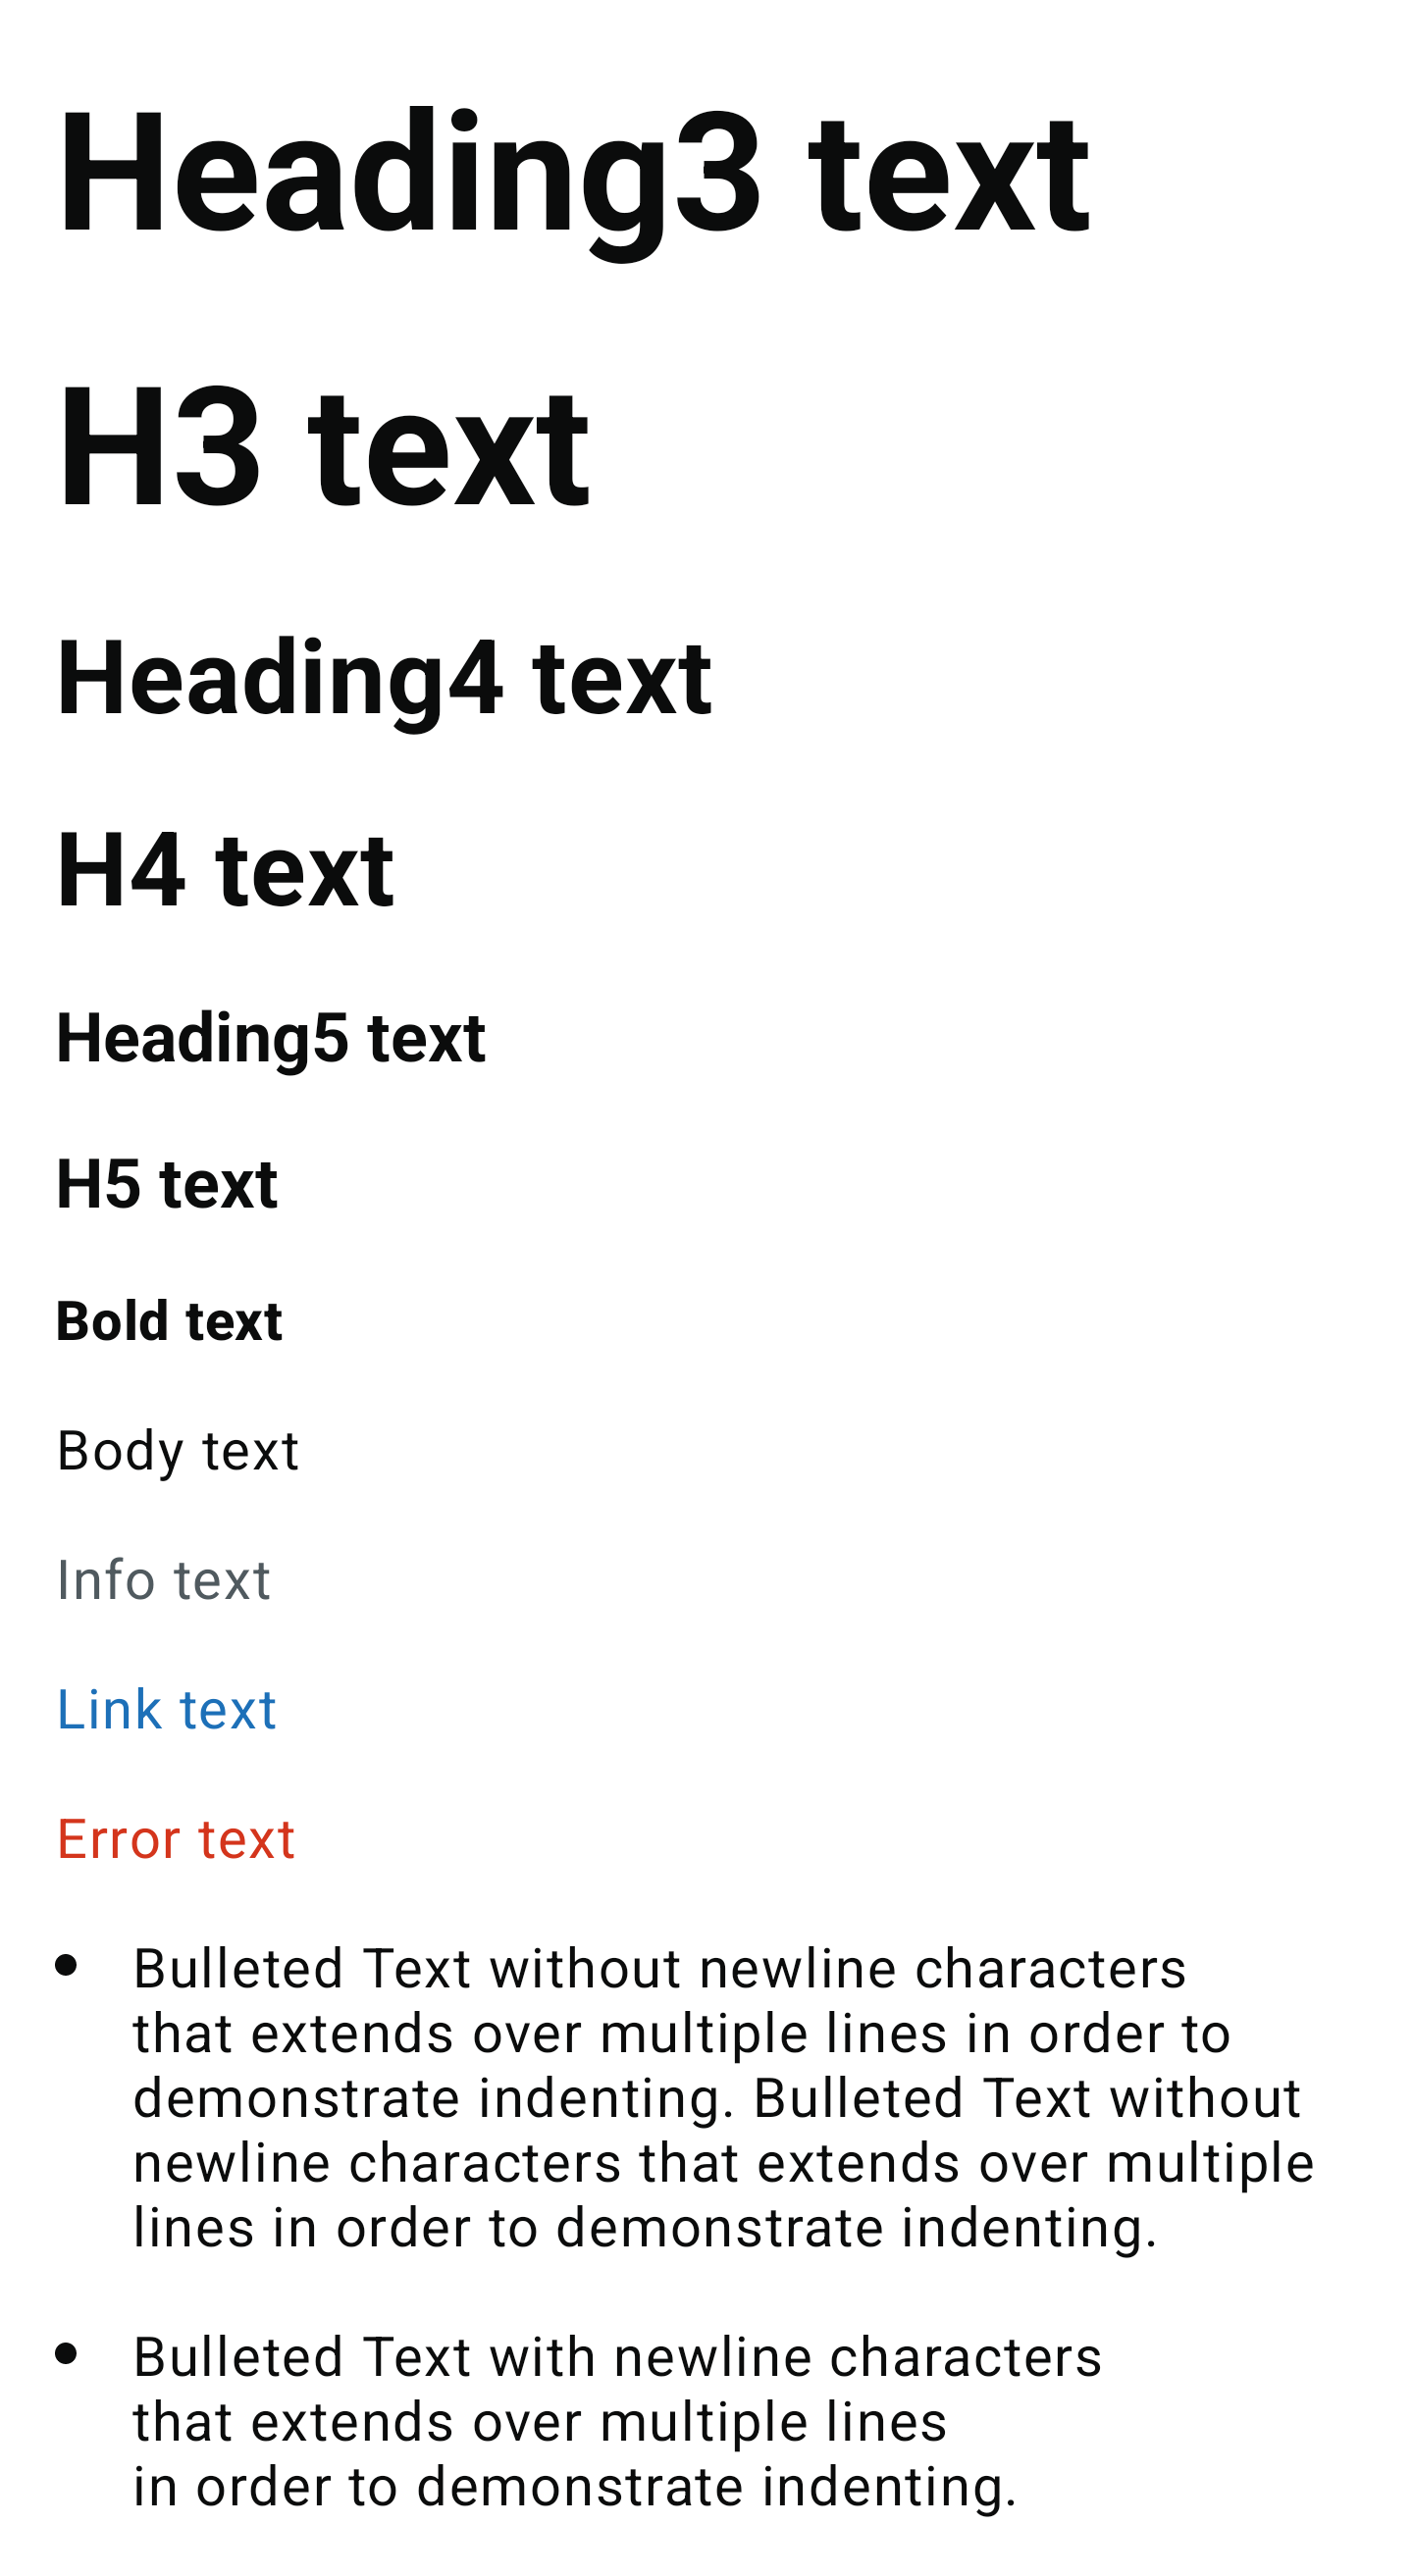 Heading3 text
H3 text
Heading4 text
H4 text
Heading5 text
H5 text
Bold text
Body text
Info text
Link text
Error text
• Bulleted Text without newline characters
that extends over multiple lines in order to
demonstrate indenting. Bulleted Text without
newline characters that extends over multiple
lines in order to demonstrate indenting.
• Bulleted Text with newline characters
that extends over multiple lines
in order to demonstrate indenting.